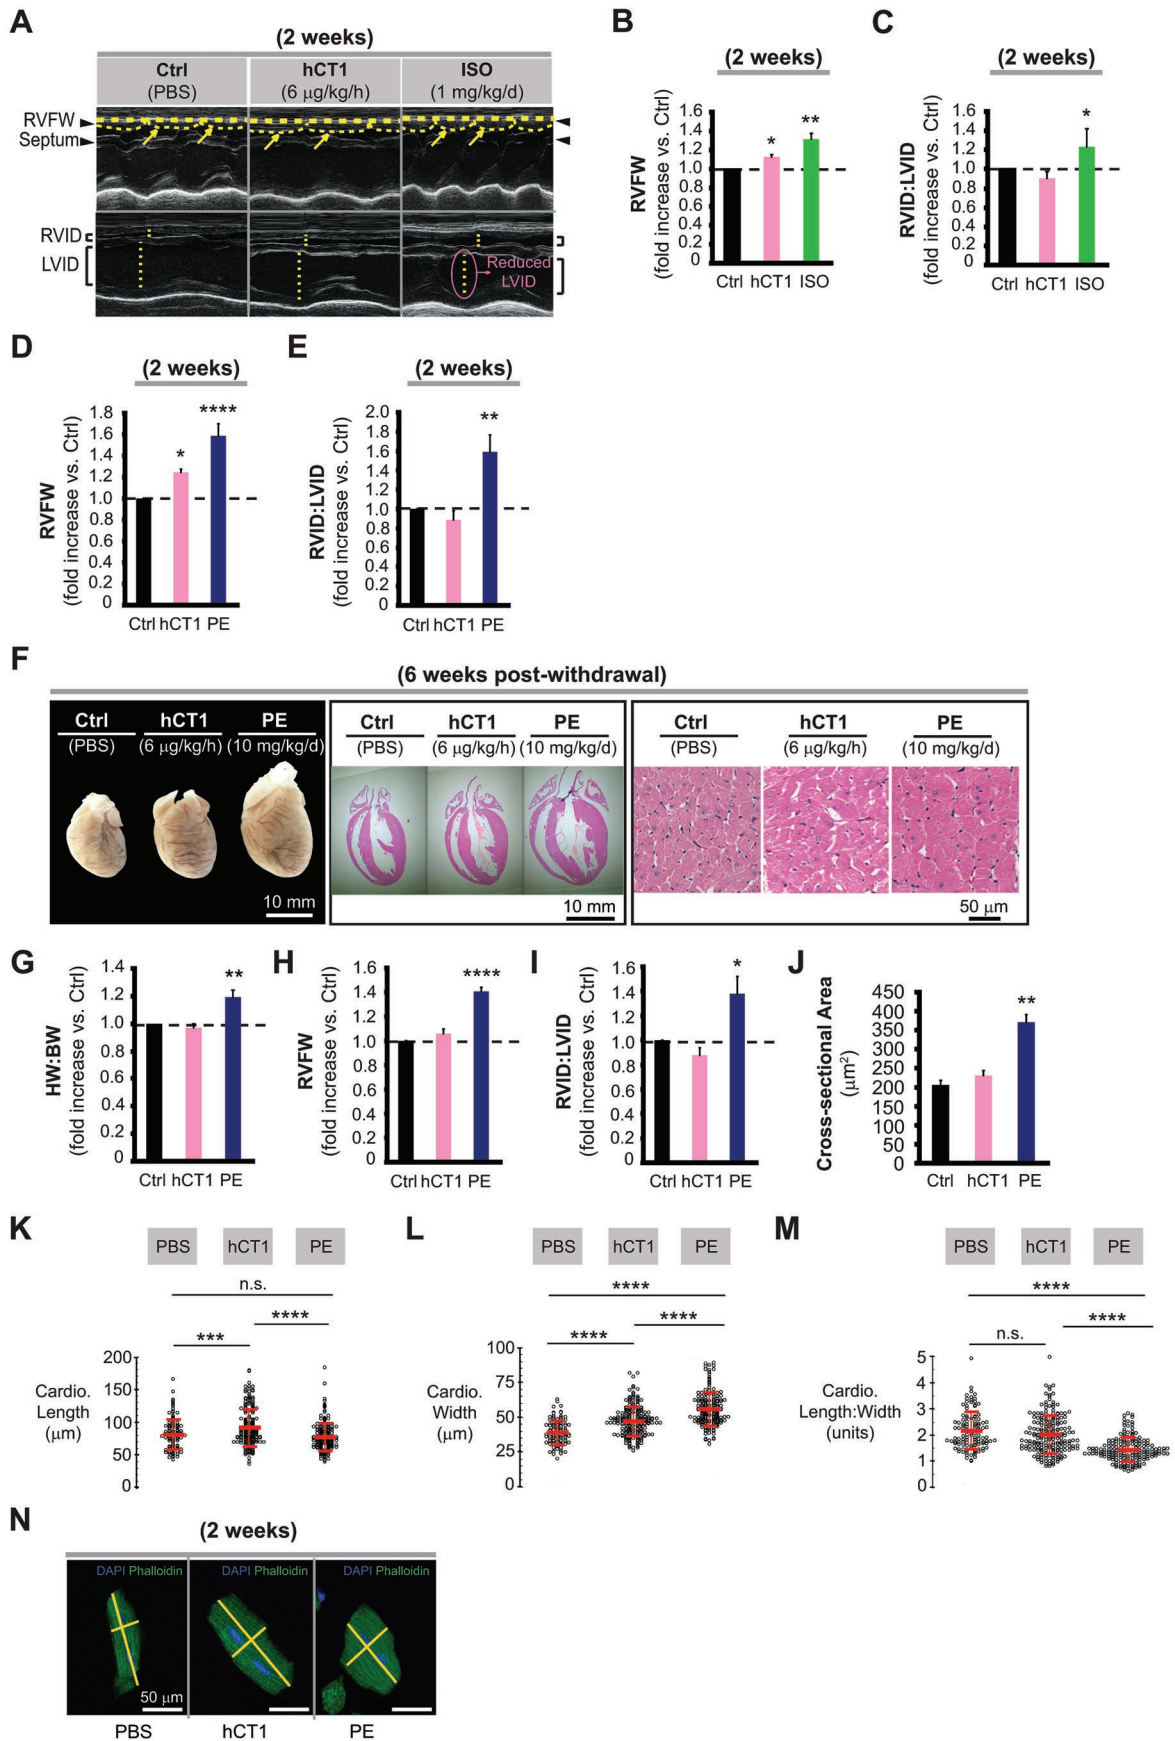 A
(2 weeks)
Ctrl
(PBS)
hCT1
(6 μg/kg/h)
ISO
(1 mg/kg/d)
RVFW
Septum
RVID
LVID
Reduced
LVID
B
(2 weeks)
RVFW
(fold increase vs. Ctrl)
1.6
1.4
1.2
1.0
0.8
0.6
0.4
0.2
0
*
**
Ctrl hCT1 ISO
C
(2 weeks)
RVID:LVID
(fold increase vs. Ctrl)
1.6
1.4
1.2
1.0
0.8
0.6
0.4
0.2
0
*
Ctrl hCT1 ISO
D
(2 weeks)
RVFW
(fold increase vs. Ctrl)
1.8
1.6
1.4
1.2
1.0
0.8
0.6
0.4
0.2
0
*
****
Ctrl hCT1 PE
E
(2 weeks)
RVID:LVID
(fold increase vs. Ctrl)
2.0
1.8
1.6
1.4
1.2
1.0
0.8
0.6
0.4
0.2
0
**
Ctrl hCT1 PE
F
(6 weeks post-withdrawal)
Ctrl
(PBS)
hCT1
(6 μg/kg/h)
PE
(10 mg/kg/d)
10 mm
Ctrl
(PBS)
hCT1
(6 μg/kg/h)
PE
(10 mg/kg/d)
10 mm
Ctrl
(PBS)
hCT1
(6 μg/kg/h)
PE
(10 mg/kg/d)
50 μm
G
HW:BW
(fold increase vs. Ctrl)
1.4
1.2
1.0
0.8
0.6
0.4
0.2
0
**
Ctrl hCT1 PE
H
RVFW
(fold increase vs. Ctrl)
1.6
1.4
1.2
1.0
0.8
0.6
0.4
0.2
0
****
Ctrl hCT1 PE
I
RVID:LVID
(fold increase vs. Ctrl)
1.6
1.4
1.2
1.0
0.8
0.6
0.4
0.2
0
*
Ctrl hCT1 PE
J
Cross-sectional Area
(μm²)
450
400
350
300
250
200
150
100
50
0
**
Ctrl hCT1 PE
K
PBS hCT1 PE
n.s.
****
***
Cardio.
Length
(μm)
200
150
100
50
0
L
PBS hCT1 PE
****
****
****
Cardio.
Width
(μm)
100
75
50
25
0
M
PBS hCT1 PE
****
****
n.s.
Cardio.
Length:Width
(units)
5
4
3
2
1
0
N
(2 weeks)
DAPI Phalloidin
DAPI Phalloidin
DAPI Phalloidin
50 μm
PBS hCT1 PE